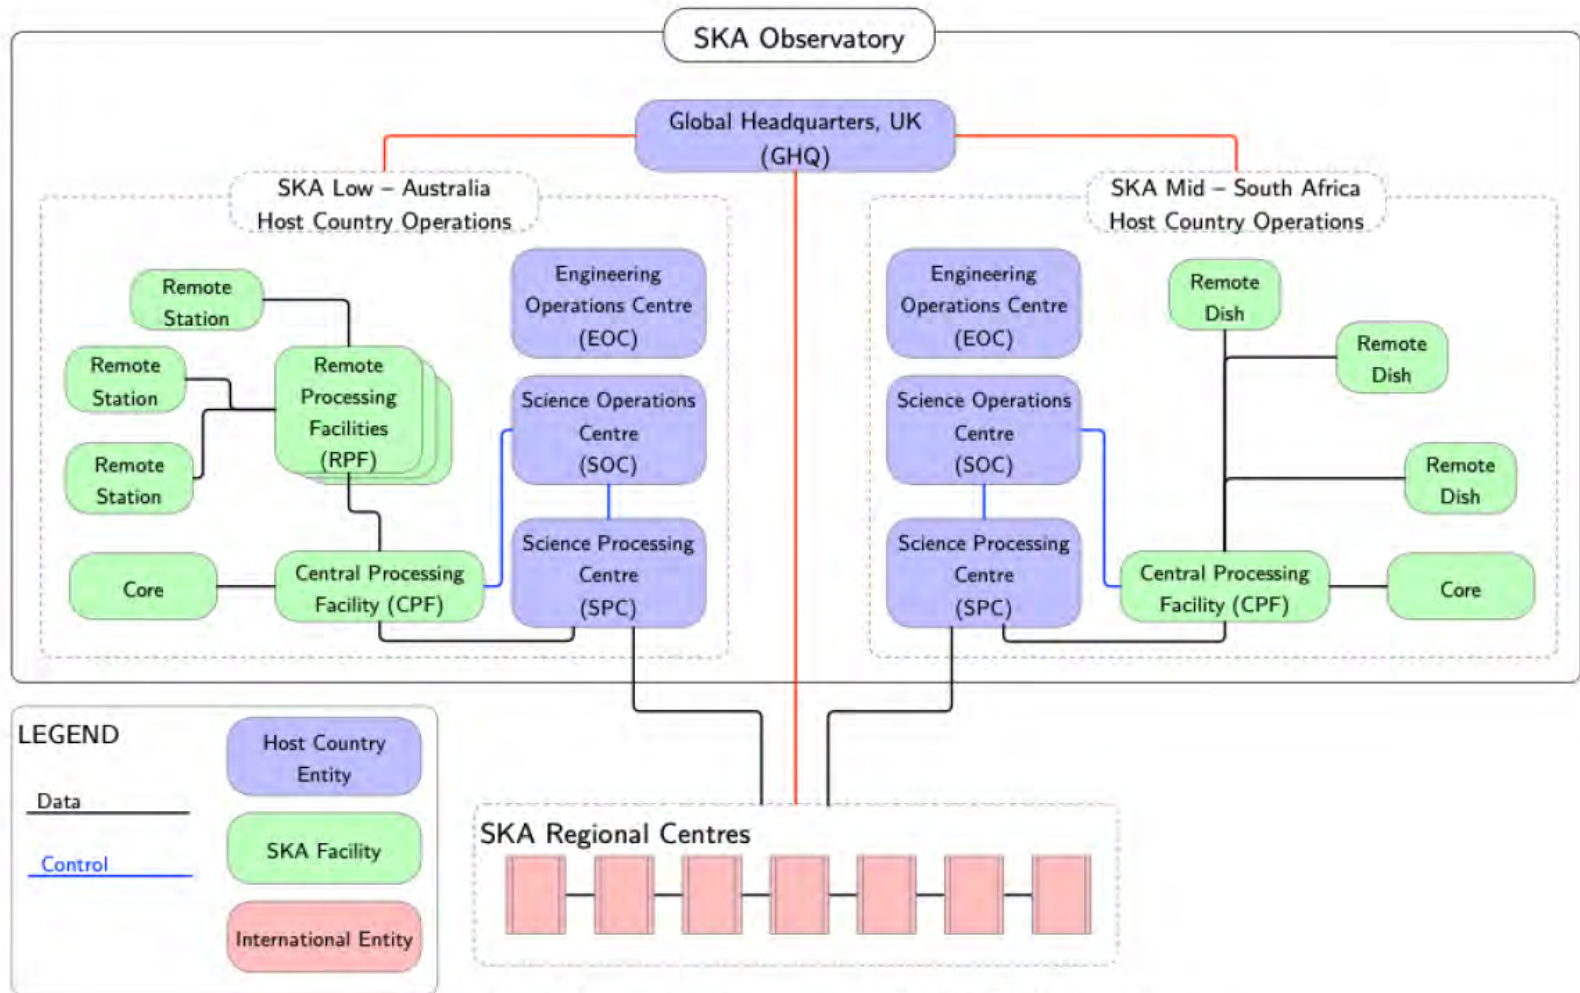 SKA Observatory
Global Headquarters, UK
(GHQ)
SKA Low – Australia
Host Country Operations
Remote
Station
Remote
Station
Remote
Station
Remote
Processing
Facilities
(RPF)
Core
Central Processing
Facility (CPF)
Engineering
Operations Centre
(EOC)
Science Operations
Centre
(SOC)
Science Processing
Centre
(SPC)
SKA Mid – South Africa
Host Country Operations
Engineering
Operations Centre
(EOC)
Science Operations
Centre
(SOC)
Science Processing
Centre
(SPC)
Remote
Dish
Remote
Dish
Remote
Dish
Central Processing
Facility (CPF)
Core
LEGEND
Data
Control
Host Country
Entity
SKA Facility
International Entity
SKA Regional Centres